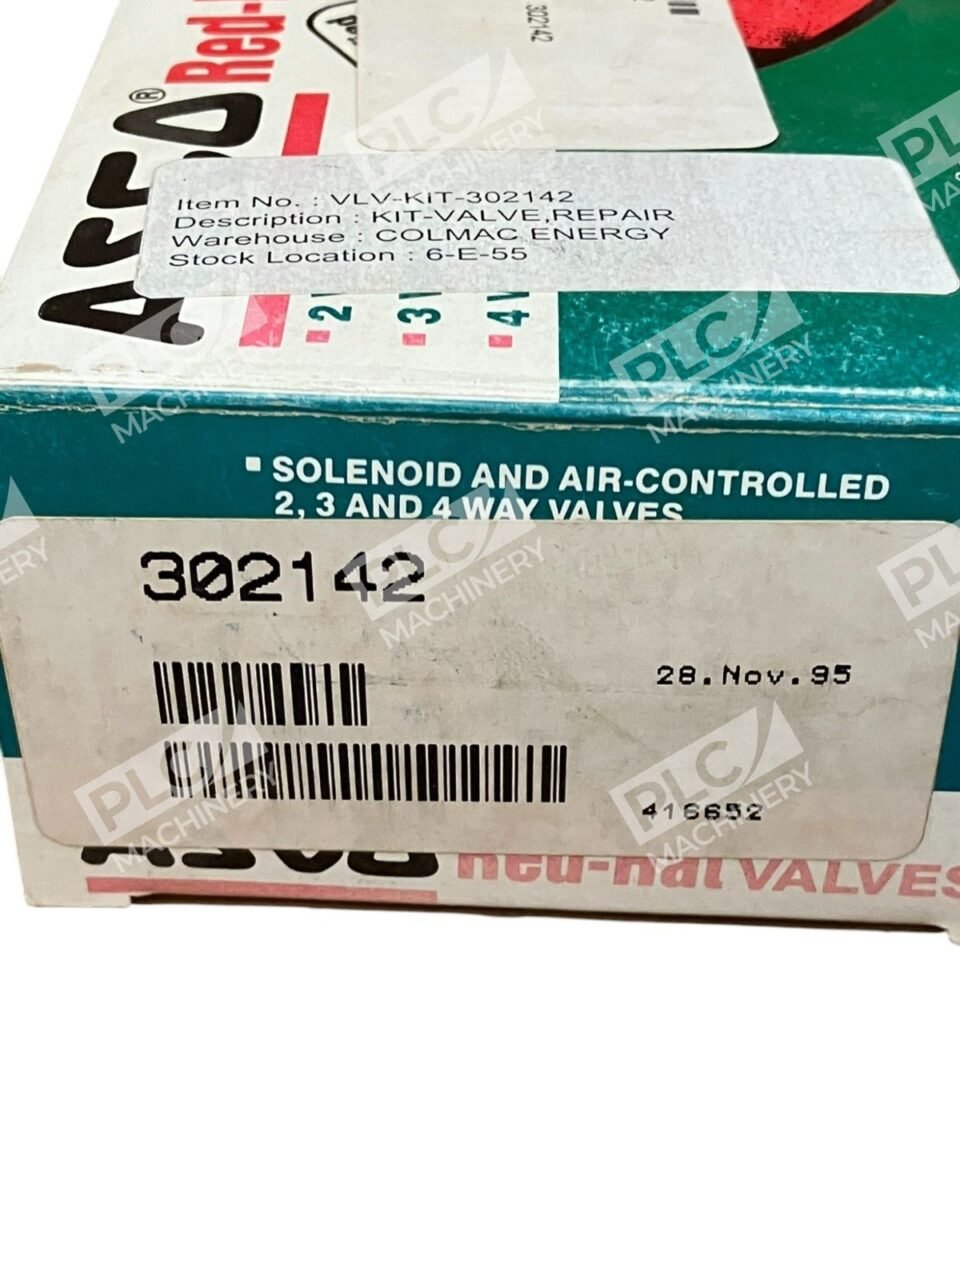 ASCO® Red-
302142
Item No. : VLV-KIT-302142
Description : KIT-VALVE,REPAIR
Warehouse : COLMAC ENERGY
Stock Location : 6-E-55
2
3
4
SOLENOID AND AIR-CONTROLLED
2, 3 AND 4 WAY VALVES
302142
28.Nov.95
416652
ASCO Red-hat VALVES
PLC MACHINERY